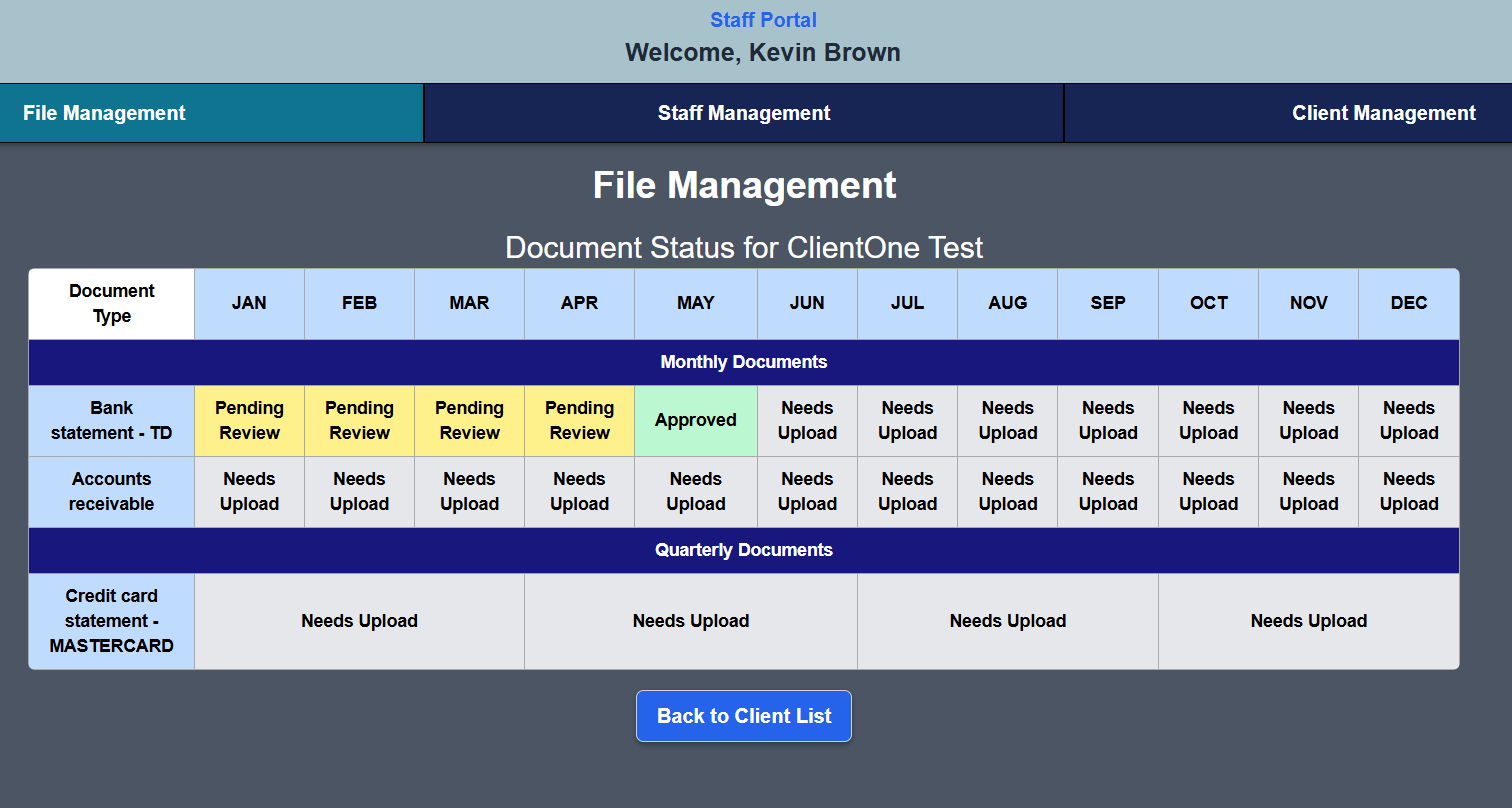 Staff Portal
Welcome, Kevin Brown
File Management
Staff Management
Client Management
File Management
Document Status for ClientOne Test
Document
Type
JAN
FEB
MAR
APR
MAY
JUN
JUL
AUG
SEP
OCT
NOV
DEC
Monthly Documents
Bank
statement - TD
Pending
Review
Pending
Review
Pending
Review
Pending
Review
Approved
Needs
Upload
Needs
Upload
Needs
Upload
Needs
Upload
Needs
Upload
Needs
Upload
Needs
Upload
Accounts
receivable
Needs
Upload
Needs
Upload
Needs
Upload
Needs
Upload
Needs
Upload
Needs
Upload
Needs
Upload
Needs
Upload
Needs
Upload
Needs
Upload
Needs
Upload
Needs
Upload
Quarterly Documents
Credit card
statement -
MASTERCARD
Needs Upload
Needs Upload
Needs Upload
Needs Upload
Back to Client List